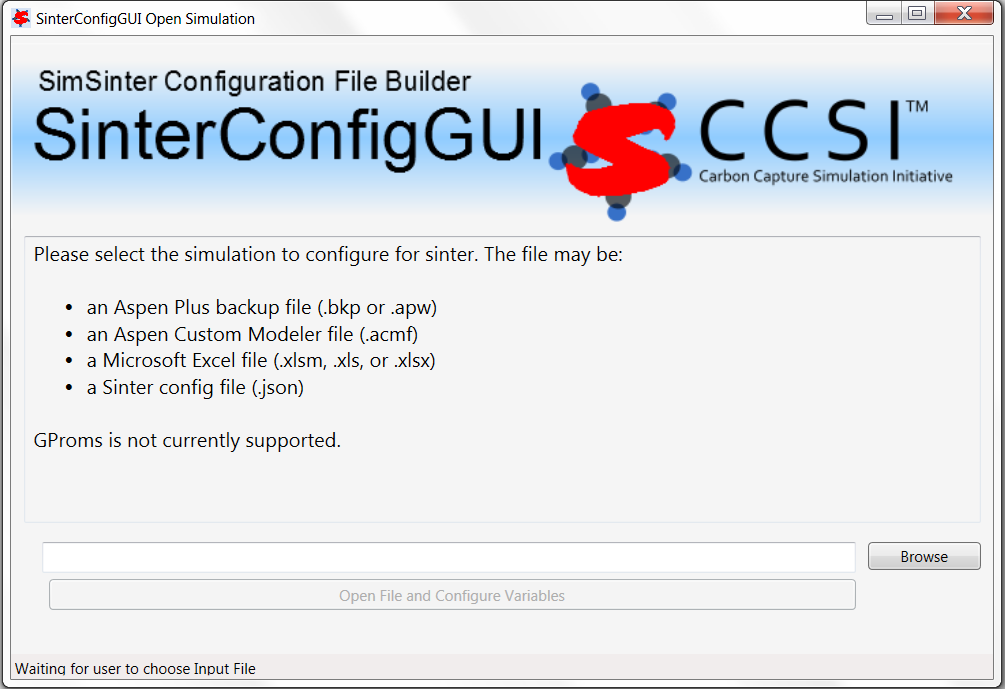 SinterConfigGUI Open Simulation
SimSinter Configuration File Builder
SinterConfigGUI
CCSI™
Carbon Capture Simulation Initiative
Please select the simulation to configure for sinter. The file may be:
• an Aspen Plus backup file (.bkp or .apw)
• an Aspen Custom Modeler file (.acmf)
• a Microsoft Excel file (.xlsm, .xls, or .xlsx)
• a Sinter config file (.json)
GProms is not currently supported.
Browse
Open File and Configure Variables
Waiting for user to choose Input File